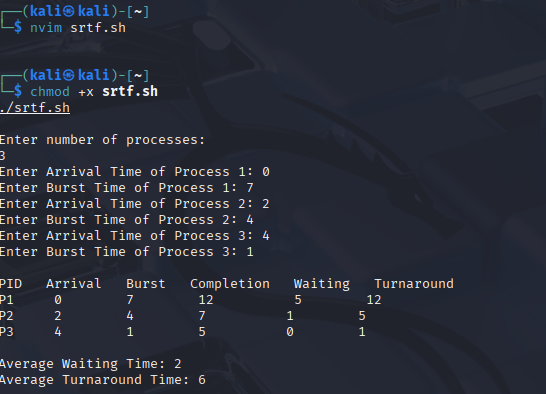 ┌──(kali㉿kali)-[~]
└─$ nvim srtf.sh
┌──(kali㉿kali)-[~]
└─$ chmod +x srtf.sh
./srtf.sh
Enter number of processes:
3
Enter Arrival Time of Process 1: 0
Enter Burst Time of Process 1: 7
Enter Arrival Time of Process 2: 2
Enter Burst Time of Process 2: 4
Enter Arrival Time of Process 3: 4
Enter Burst Time of Process 3: 1
PID   Arrival   Burst   Completion   Waiting   Turnaround
P1     0        7        12          5        12
P2     2        4        7         1        5
P3     4        1        5         0        1
Average Waiting Time: 2
Average Turnaround Time: 6